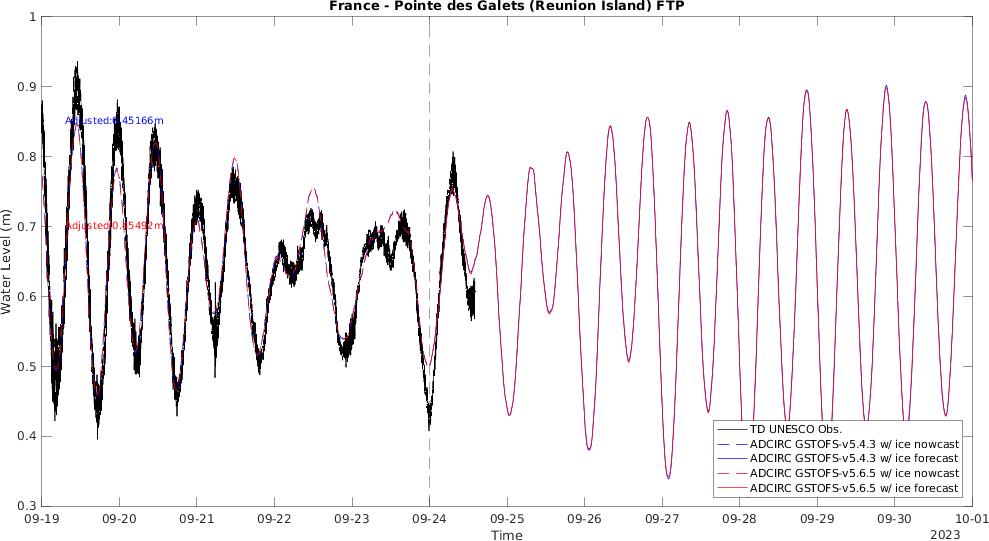 France - Pointe des Galets (Reunion Island) FTP
1
0.9
0.8
0.7
0.6
0.5
0.4
0.3
Water Level (m)
Adjusted:0.45166m
Adjusted:0.45492m
TD UNESCO Obs.
ADCIRC GSTOFS-v5.4.3 w/ ice nowcast
ADCIRC GSTOFS-v5.4.3 w/ ice forecast
ADCIRC GSTOFS-v5.6.5 w/ ice nowcast
ADCIRC GSTOFS-v5.6.5 w/ ice forecast
09-19 09-20 09-21 09-22 09-23 09-24 09-25 09-26 09-27 09-28 09-29 09-30 10-01
Time
2023